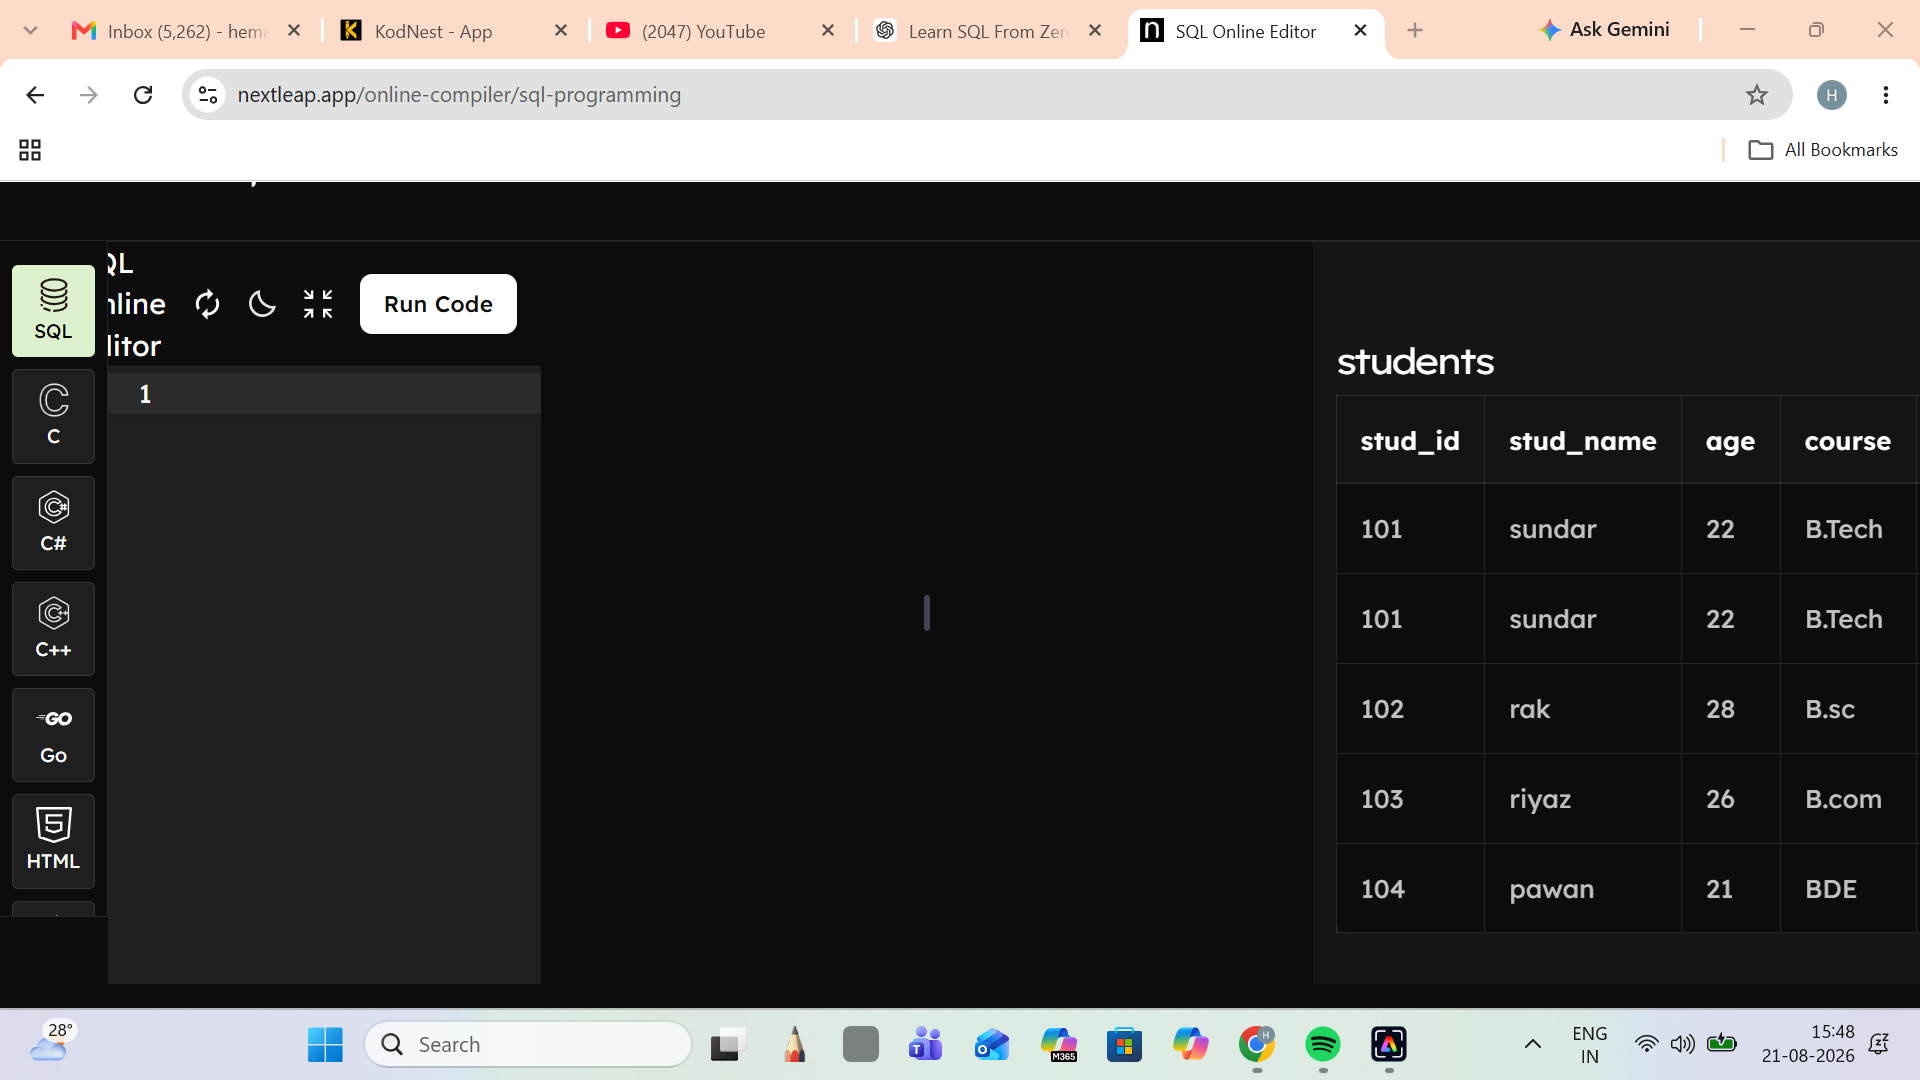 Inbox (5,262) - hema
KodNest - App
(2047) YouTube
Learn SQL From Zero
SQL Online Editor
Ask Gemini
nextleap.app/online-compiler/sql-programming
H
All Bookmarks
SQL
C
C#
C++
GO
Go
HTML
QL
nline
ditor
Run Code
1
students
stud_id stud_name age course
101 sundar 22 B.Tech
101 sundar 22 B.Tech
102 rak 28 B.sc
103 riyaz 26 B.com
104 pawan 21 BDE
28°
Search
M365
H
ENG
IN
15:48
21-08-2026